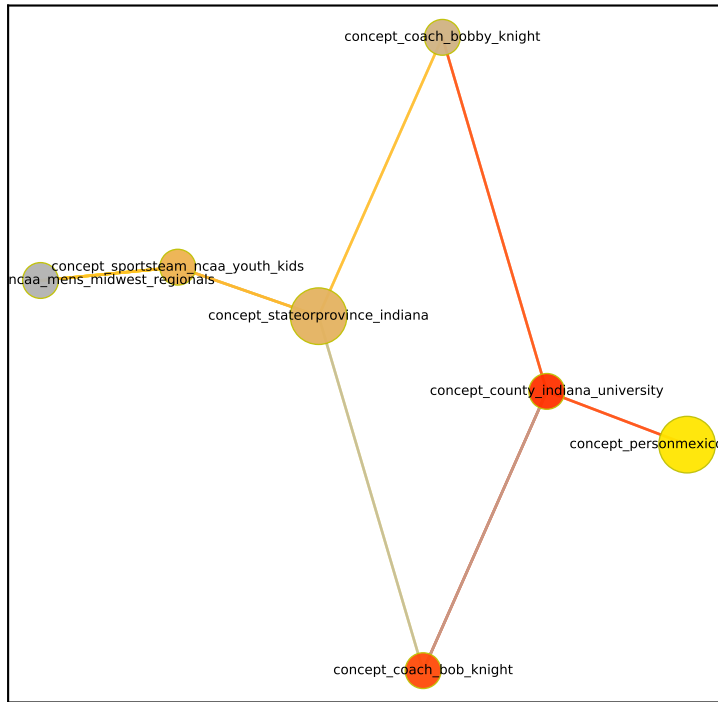 concept_coach_bobby_knight
concept_sportsteam_ncaa_youth_kids
ncaa_mens_midwest_regionals
concept_stateorprovince_indiana
concept_county_indiana_university
concept_personmexico
concept_coach_bob_knight